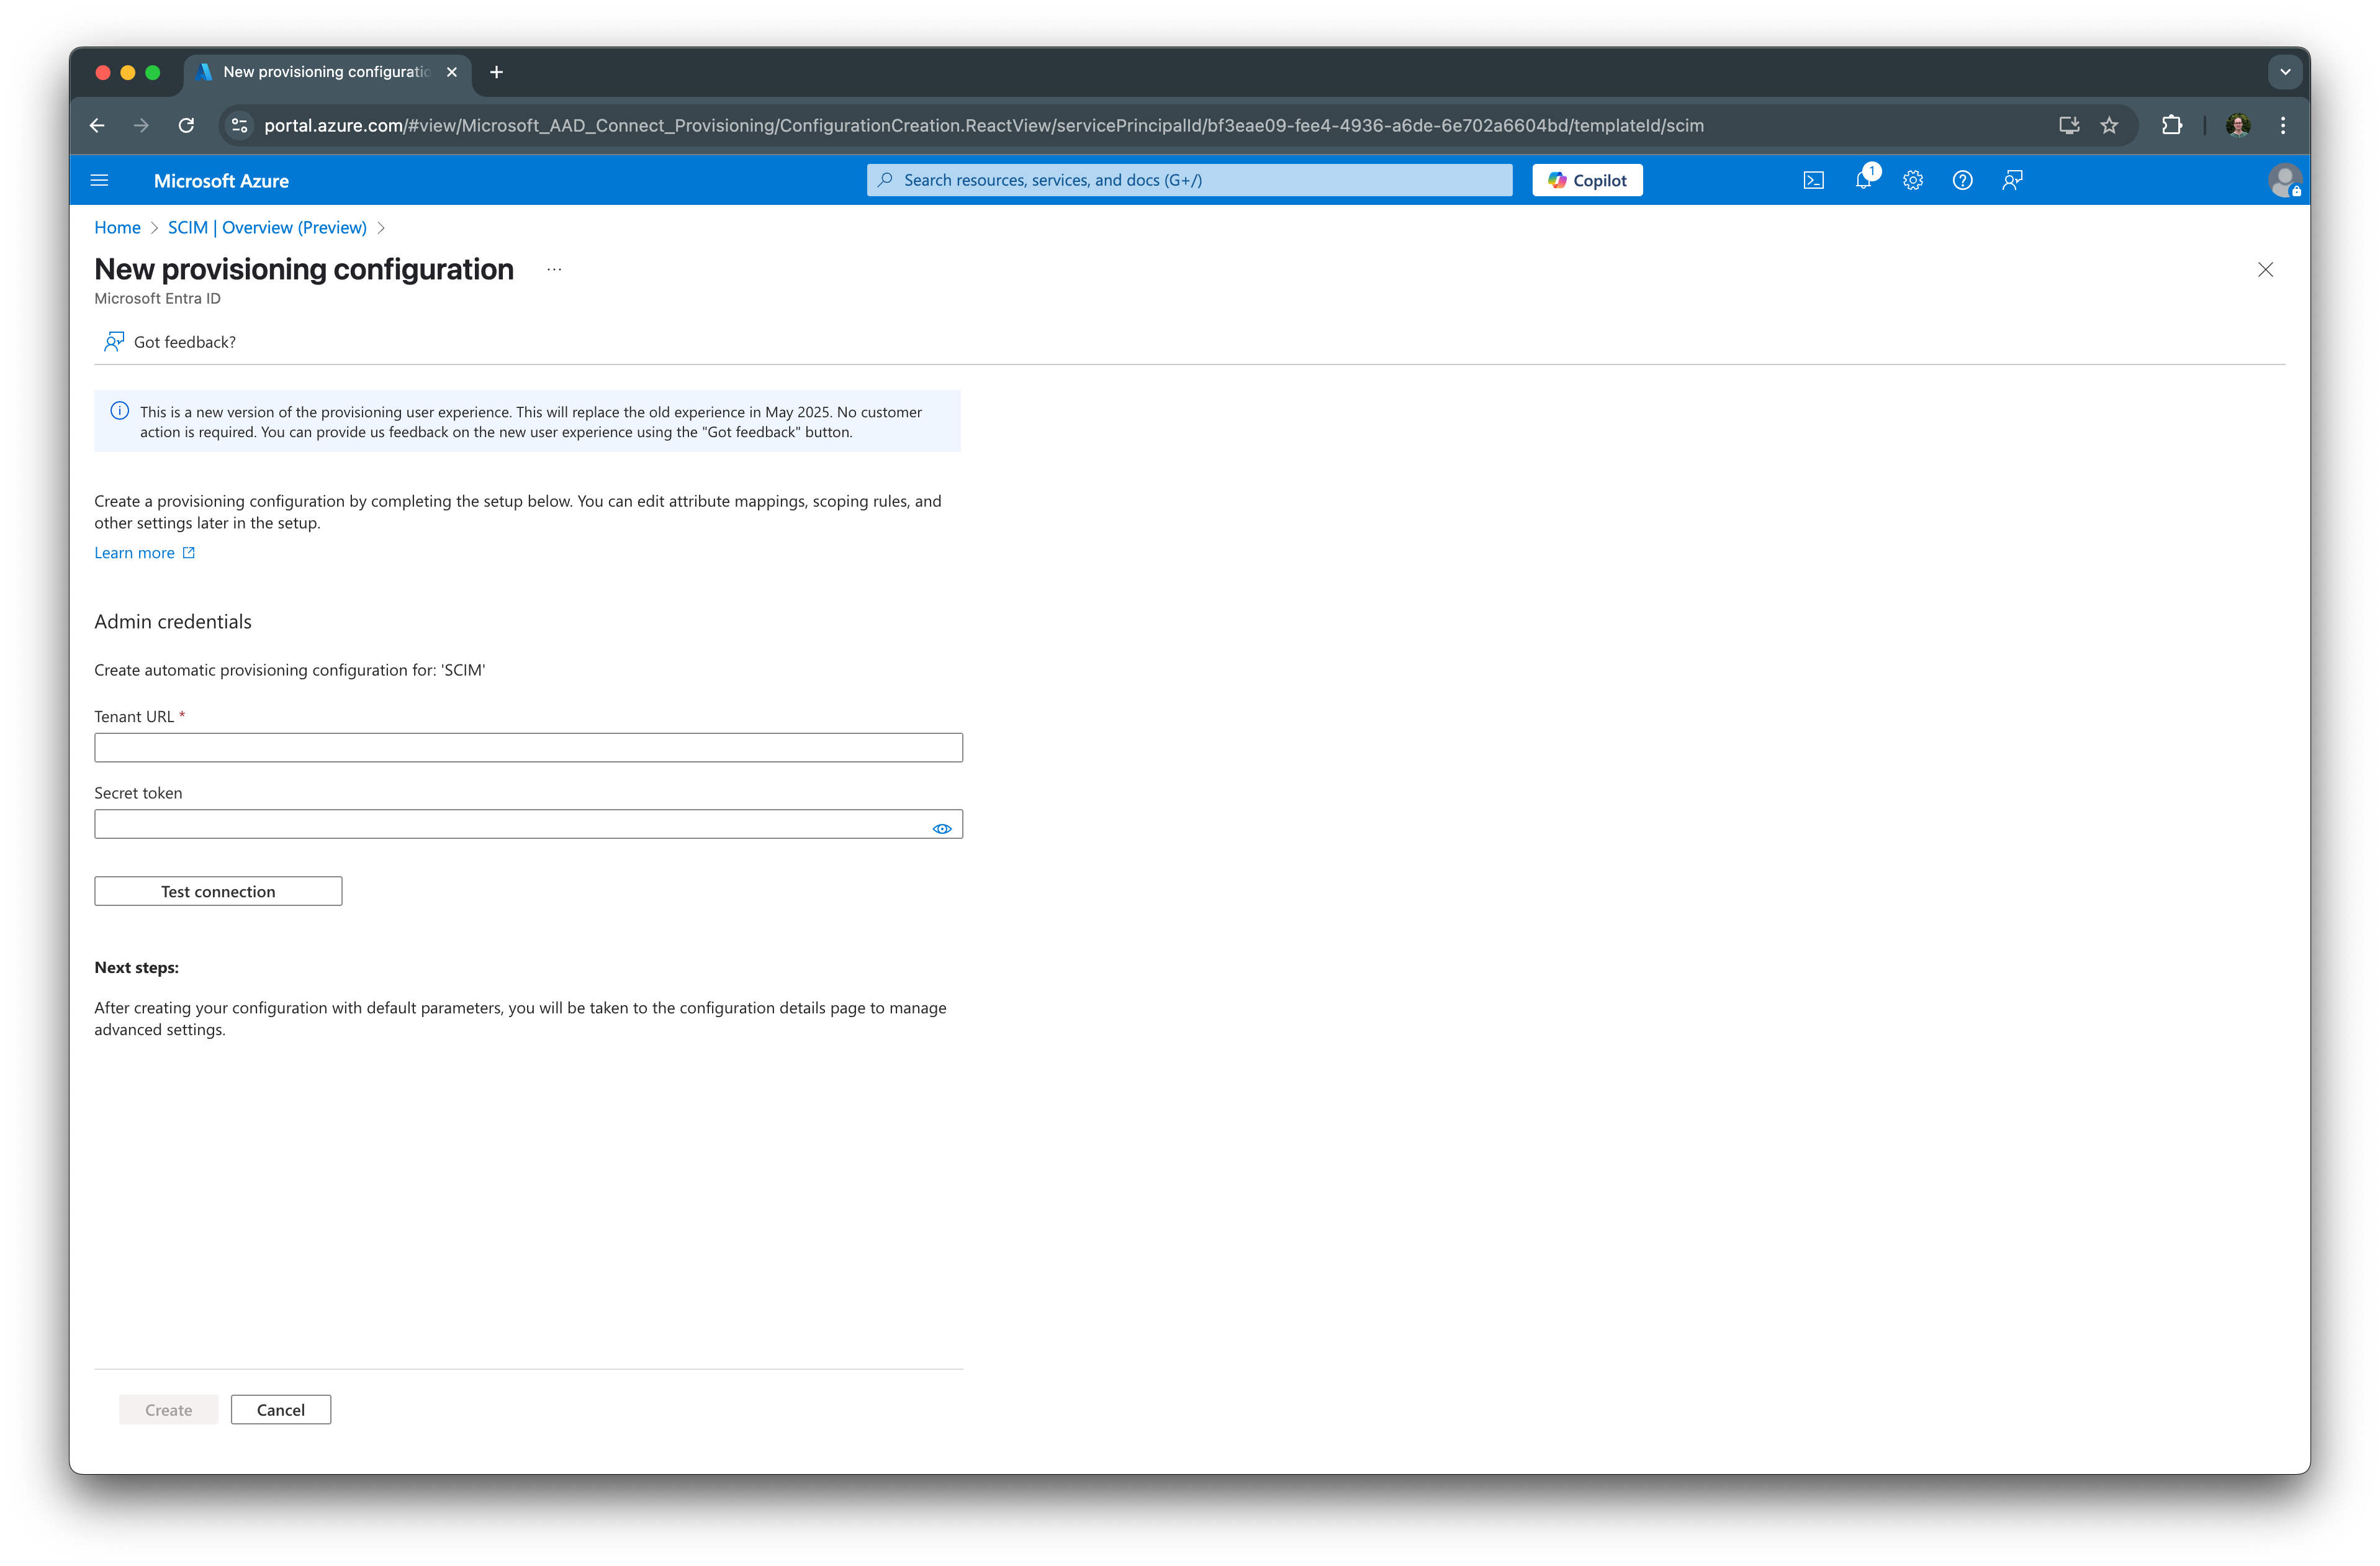 New provisioning configuratio
portal.azure.com/#view/Microsoft_AAD_Connect_Provisioning/ConfigurationCreation.ReactView/servicePrincipalId/bf3eae09-fee4-4936-a6de-6e702a6604bd/templateId/scim
Microsoft Azure
Search resources, services, and docs (G+/)
Copilot
1
Home > SCIM | Overview (Preview) >
New provisioning configuration ...
Microsoft Entra ID
Got feedback?
This is a new version of the provisioning user experience. This will replace the old experience in May 2025. No customer
action is required. You can provide us feedback on the new user experience using the "Got feedback" button.
Create a provisioning configuration by completing the setup below. You can edit attribute mappings, scoping rules, and
other settings later in the setup.
Learn more
Admin credentials
Create automatic provisioning configuration for: 'SCIM'
Tenant URL *
Secret token
Test connection
Next steps:
After creating your configuration with default parameters, you will be taken to the configuration details page to manage
advanced settings.
Create
Cancel